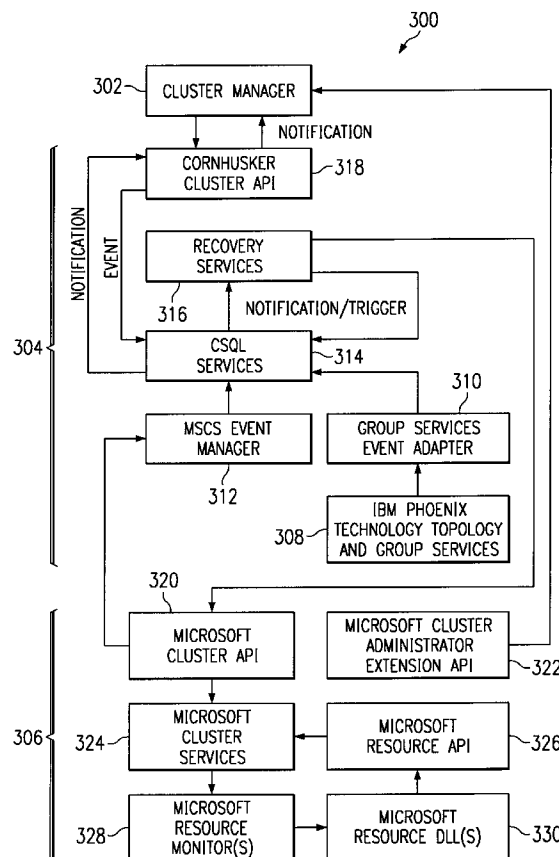 300
302
CLUSTER MANAGER
NOTIFICATION
CORNHUSKER
CLUSTER API
318
NOTIFICATION
EVENT
RECOVERY
SERVICES
316
NOTIFICATION/TRIGGER
304
CSQL
SERVICES
314
310
MSCS EVENT
MANAGER
312
GROUP SERVICES
EVENT ADAPTER
308
IBM PHOENIX
TECHNOLOGY TOPOLOGY
AND GROUP SERVICES
320
MICROSOFT
CLUSTER API
MICROSOFT CLUSTER
ADMINISTRATOR
EXTENSION API
322
306
324
MICROSOFT
CLUSTER
SERVICES
MICROSOFT
RESOURCE API
326
328
MICROSOFT
RESOURCE
MONITOR(S)
MICROSOFT
RESOURCE DLL(S)
330